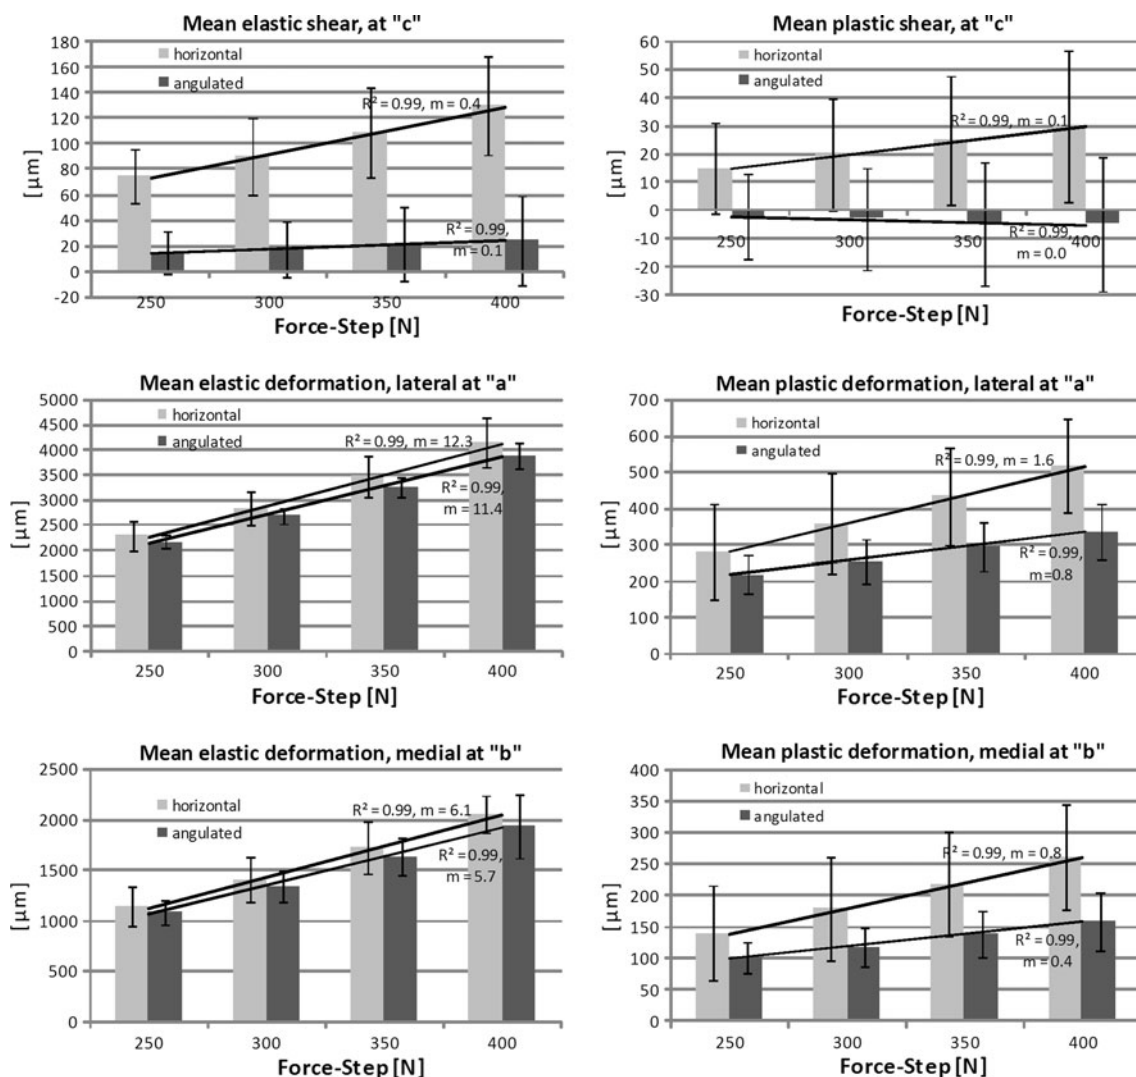 Mean elastic shear, at "c"
180
160
140
120
100
80
60
40
20
0
-20
[µm]
horizontal
angulated
R² = 0.99, m = 0.4
R² = 0.99,
m = 0.1
250 300 350 400
Force-Step [N]
Mean plastic shear, at "c"
60
50
40
30
20
10
0
-10
-20
-30
[µm]
horizontal
angulated
R² = 0.99, m = 0.1
R² = 0.99,
m = 0.0
250 300 350 400
Force-Step [N]
Mean elastic deformation, lateral at "a"
5000
4500
4000
3500
3000
2500
2000
1500
1000
500
0
[µm]
horizontal
angulated
R² = 0.99, m = 12.3
R² = 0.99,
m = 11.4
250 300 350 400
Force-Step [N]
Mean plastic deformation, lateral at "a"
700
600
500
400
300
200
100
0
[µm]
horizontal
angulated
R² = 0.99, m = 1.6
R² = 0.99,
m=0.8
250 300 350 400
Force-Step [N]
Mean elastic deformation, medial at "b"
2500
2000
1500
1000
500
0
[µm]
horizontal
angulated
R² = 0.99, m = 6.1
R² = 0.99,
m = 5.7
250 300 350 400
Force-Step [N]
Mean plastic deformation, medial at "b"
400
350
300
250
200
150
100
50
0
[µm]
horizontal
angulated
R² = 0.99, m = 0.8
R² = 0.99,
m = 0.4
250 300 350 400
Force-Step [N]